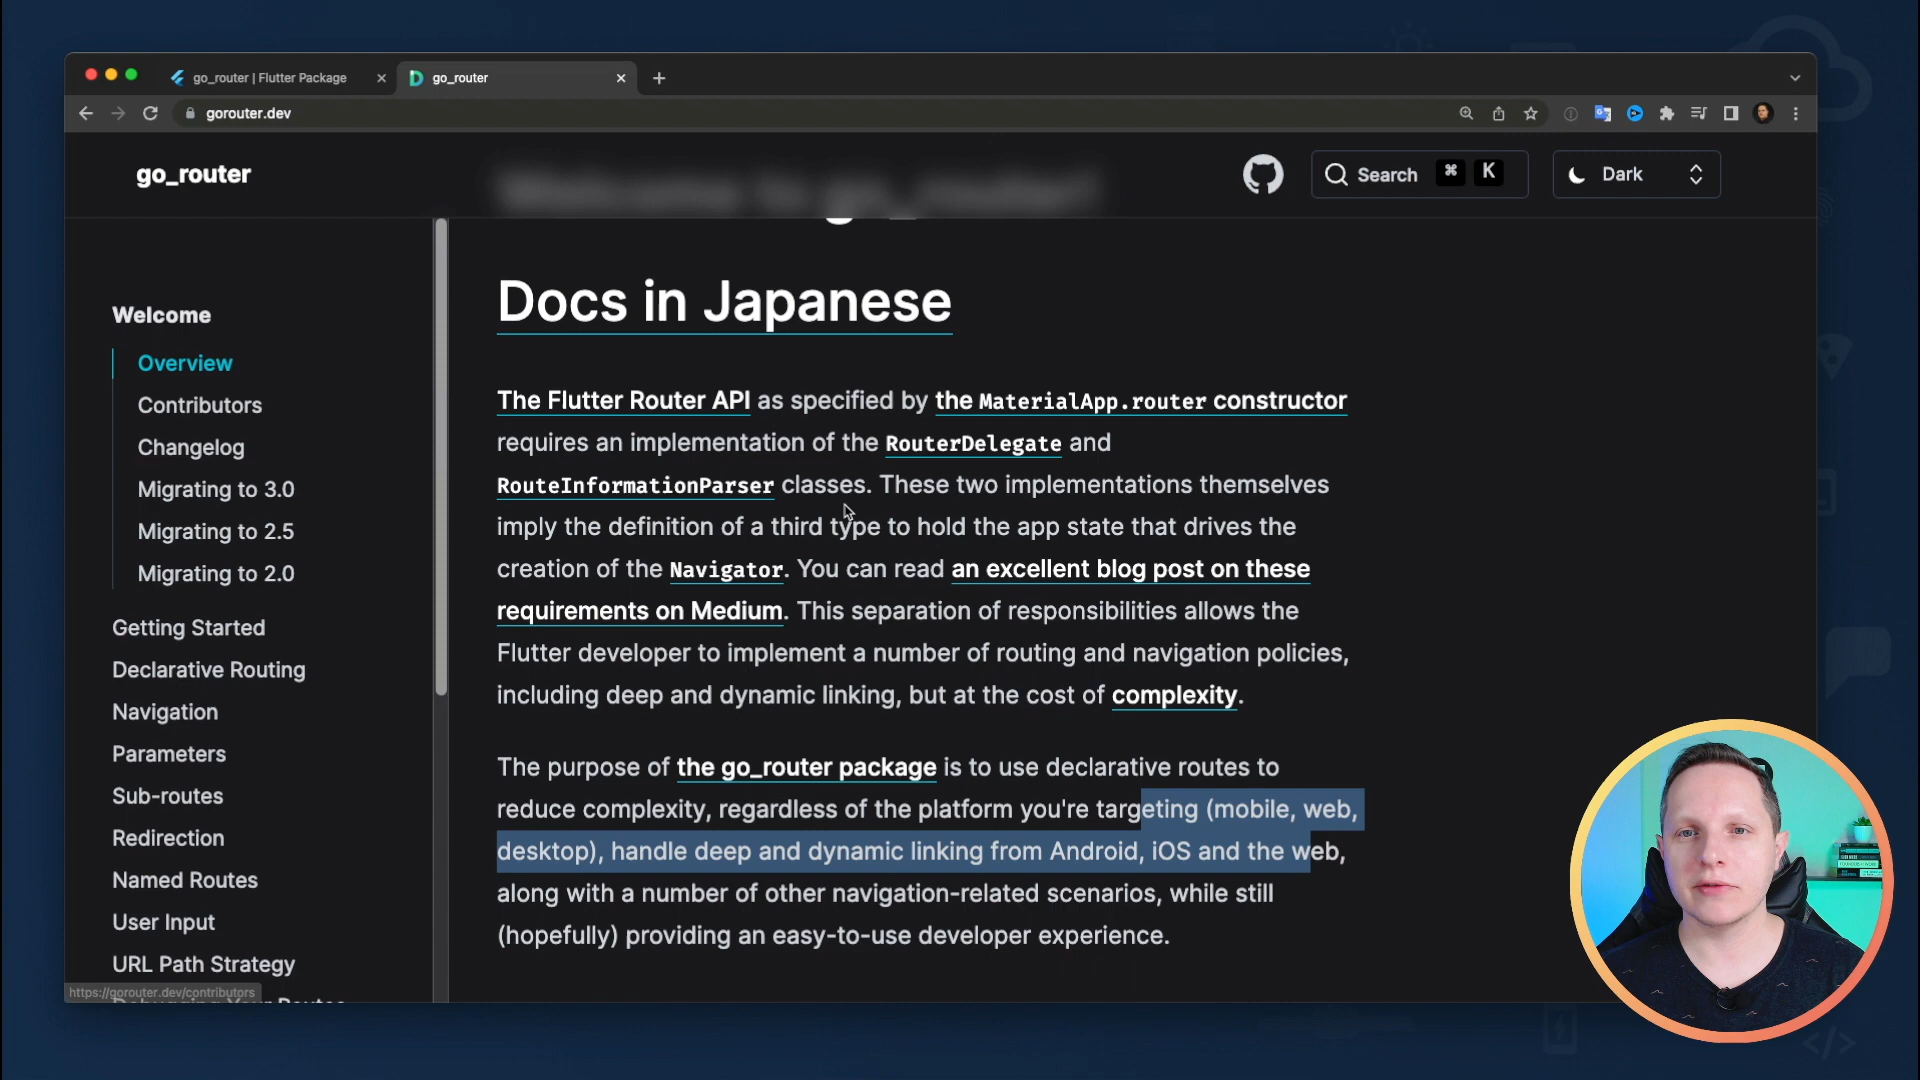 go_router | Flutter Package
go_router
gorouter.dev
go_router
Welcome to go_router!
Search ⌘ K
Dark
Welcome
Overview
Contributors
Changelog
Migrating to 3.0
Migrating to 2.5
Migrating to 2.0
Getting Started
Declarative Routing
Navigation
Parameters
Sub-routes
Redirection
Named Routes
User Input
URL Path Strategy
Debugging Your Routes
https://gorouter.dev/contributors
Docs in Japanese
The Flutter Router API as specified by the MaterialApp.router constructor
requires an implementation of the RouterDelegate and
RouteInformationParser classes. These two implementations themselves
imply the definition of a third type to hold the app state that drives the
creation of the Navigator. You can read an excellent blog post on these
requirements on Medium. This separation of responsibilities allows the
Flutter developer to implement a number of routing and navigation policies,
including deep and dynamic linking, but at the cost of complexity.
The purpose of the go_router package is to use declarative routes to
reduce complexity, regardless of the platform you're targeting (mobile, web,
desktop), handle deep and dynamic linking from Android, iOS and the web,
along with a number of other navigation-related scenarios, while still
(hopefully) providing an easy-to-use developer experience.